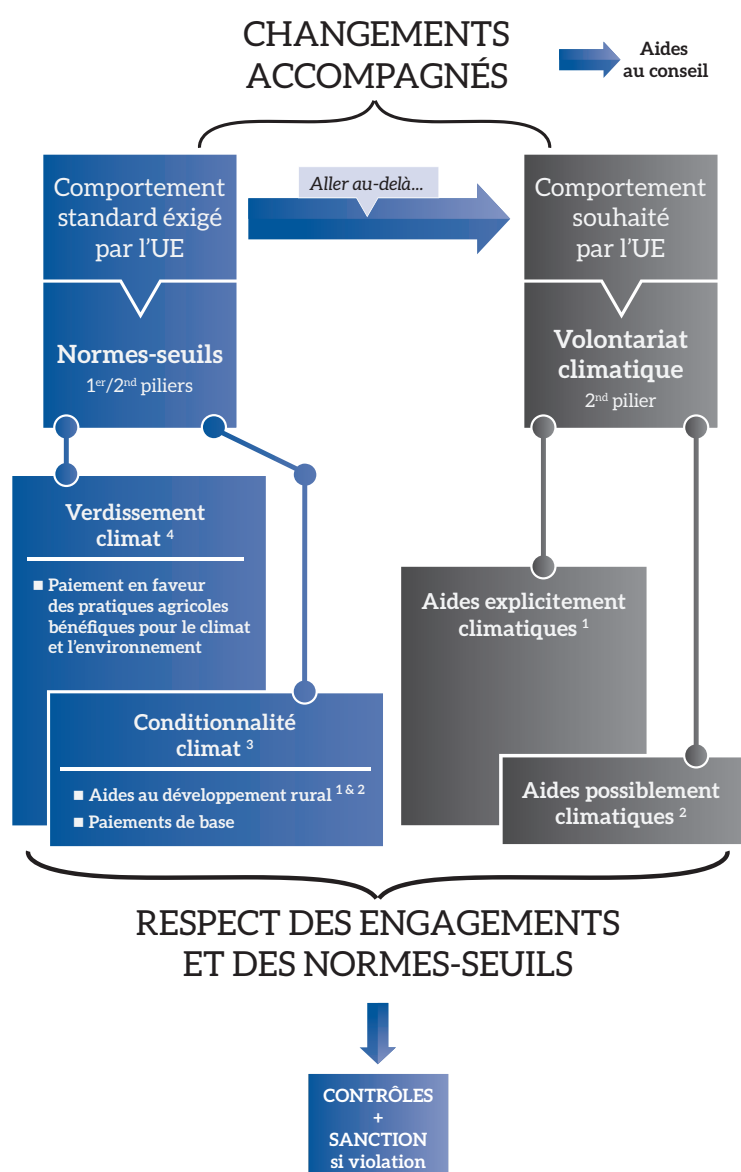 CHANGEMENTS
ACCOMPAGNÉS
Aides
au conseil
Comportement
standard éxigé
par l'UE
Aller au-delà...
Comportement
souhaité
par l'UE
Normes-seuils
1er/2nd piliers
Volontariat
climatique
2nd pilier
Verdissement
climat 4
■ Paiement en faveur
des pratiques agricoles
bénéfiques pour le climat
et l'environnement
Conditionnalité
climat 3
■ Aides au développement rural 1 & 2
■ Paiements de base
Aides explicitement
climatiques 1
Aides possiblement
climatiques 2
RESPECT DES ENGAGEMENTS
ET DES NORMES-SEUILS
CONTRÔLES
+
SANCTION
si violation